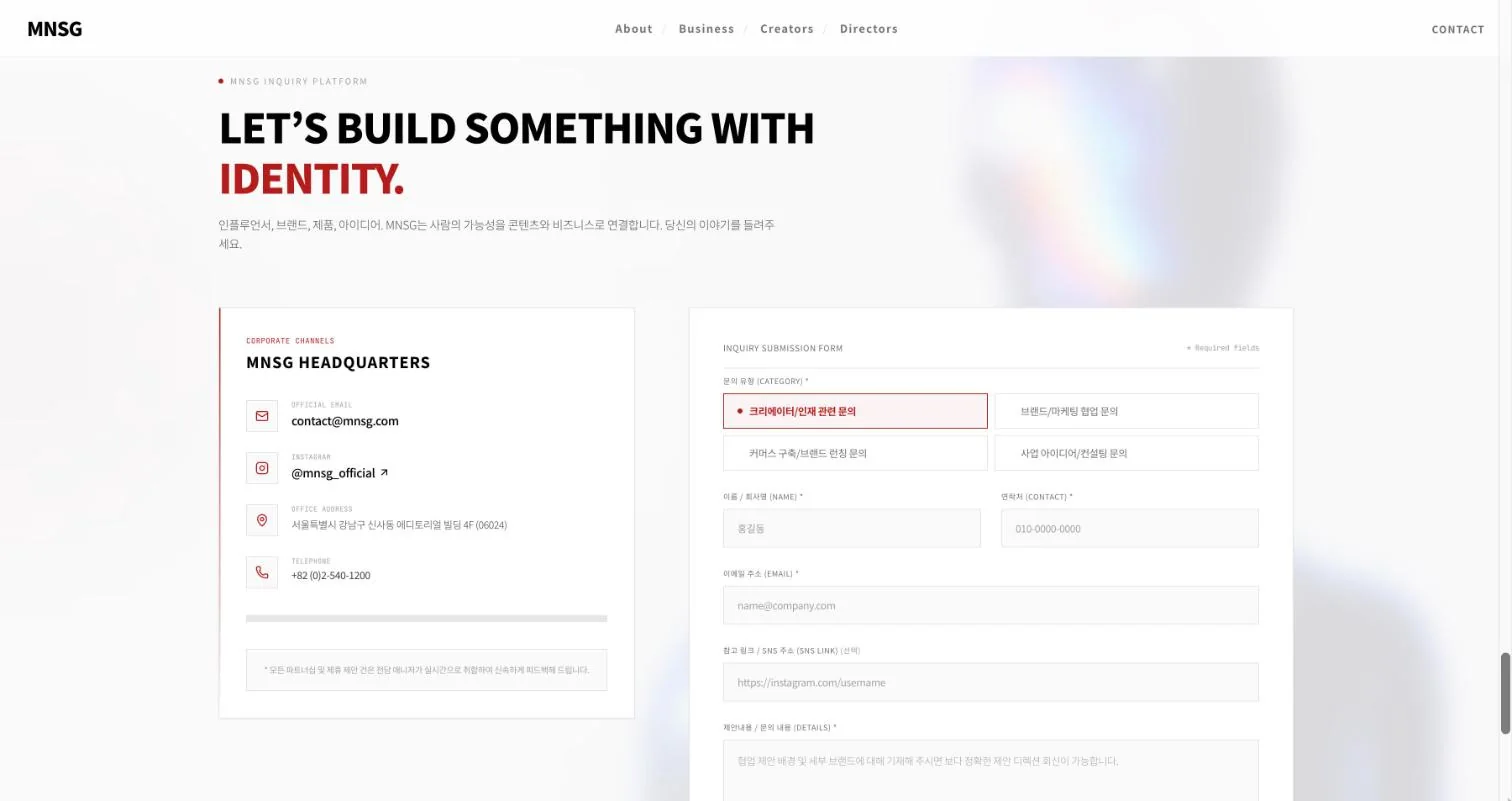 MNSG
About / Business / Creators / Directors
CONTACT
MNSG INQUIRY PLATFORM
LET’S BUILD SOMETHING WITH
IDENTITY.
인플루언서, 브랜드, 제품, 아이디어. MNSG는 사람의 가능성을 콘텐츠와 비즈니스로 연결합니다. 당신의 이야기를 들려주
세요.
CORPORATE CHANNELS
MNSG HEADQUARTERS
OFFICIAL EMAIL
contact@mnsg.com
INSTAGRAM
@mnsg_official ↗
OFFICE ADDRESS
서울특별시 강남구 신사동 에디토리얼 빌딩 4F (06024)
TELEPHONE
+82 (0)2-540-1200
* 모든 파트너십 및 제휴 제안 건은 전담 매니저가 실시간으로 취합하여 신속하게 피드백해 드립니다.
INQUIRY SUBMISSION FORM
* Required fields
문의 유형 (CATEGORY) *
크리에이터/인재 관련 문의
브랜드/마케팅 협업 문의
커머스 구축/브랜드 런칭 문의
사업 아이디어/컨설팅 문의
이름 / 회사명 (NAME) *
연락처 (CONTACT) *
홍길동
010-0000-0000
이메일 주소 (EMAIL) *
name@company.com
참고 링크 / SNS 주소 (SNS LINK) (선택)
https://instagram.com/username
제안내용 / 문의 내용 (DETAILS) *
협업 제안 배경 및 세부 브랜드에 대해 기재해 주시면 보다 정확한 제안 디렉션 회신이 가능합니다.